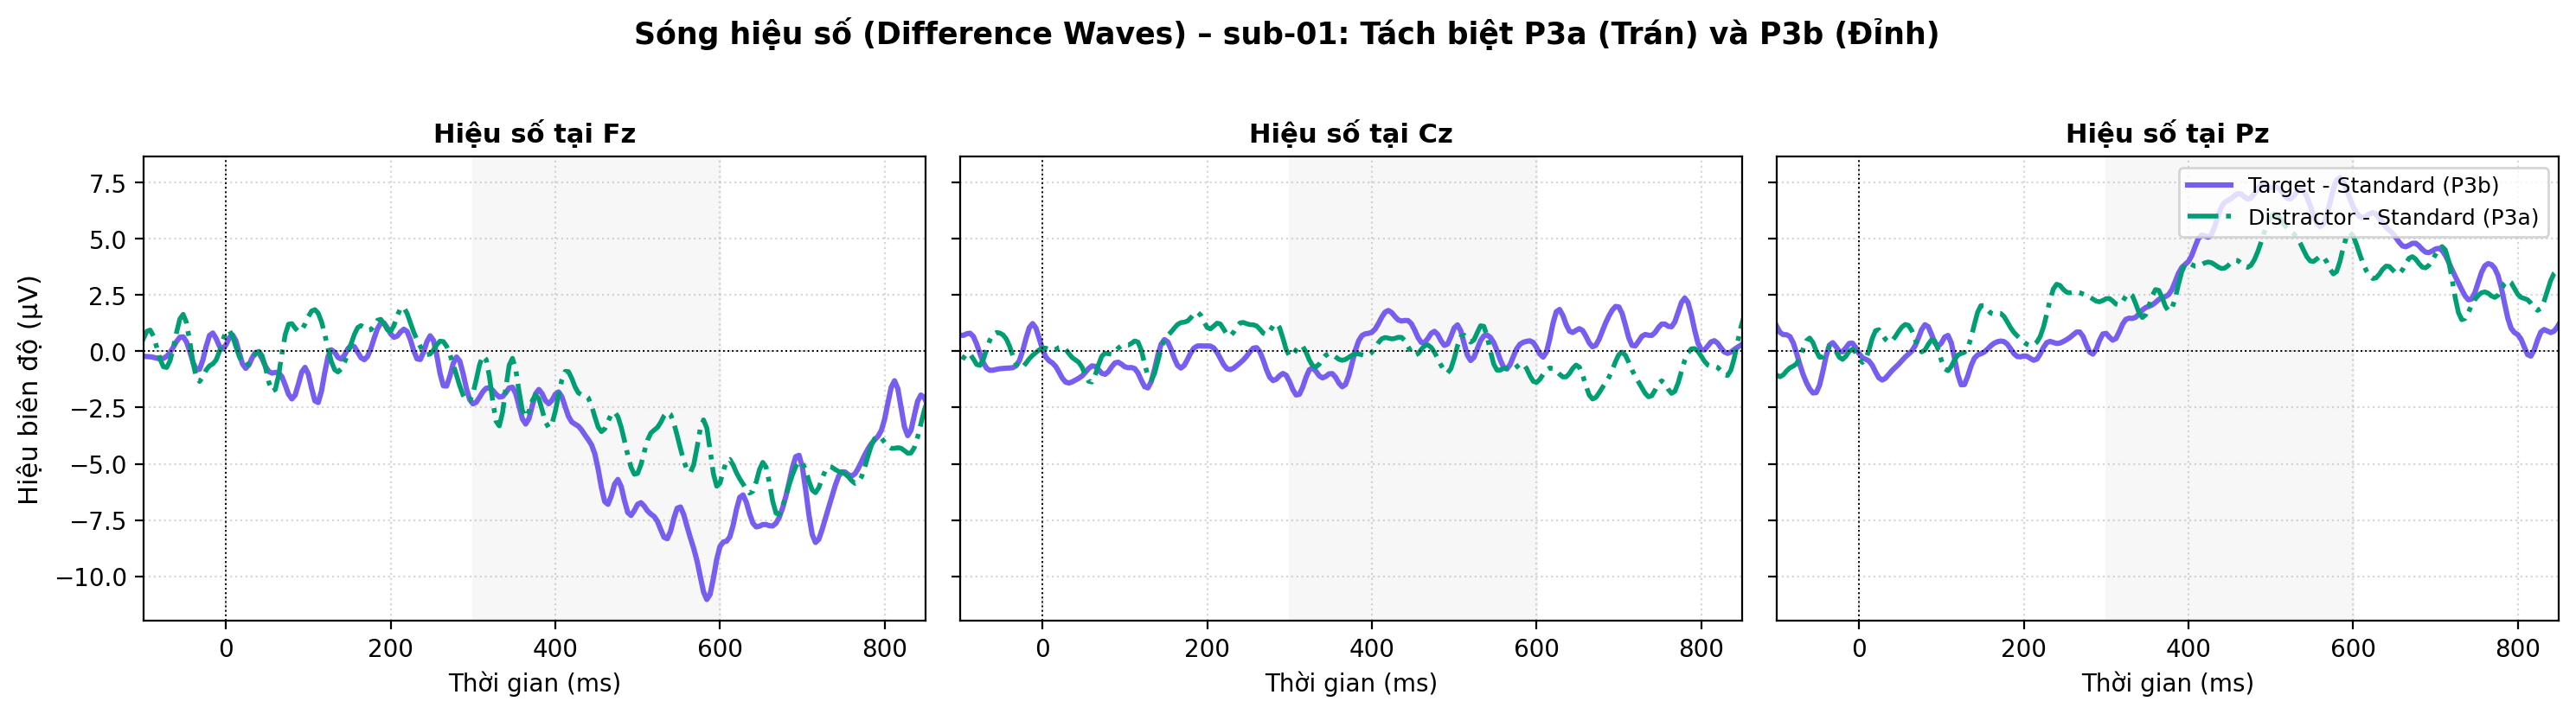 Sóng hiệu số (Difference Waves) – sub-01: Tách biệt P3a (Trán) và P3b (Đỉnh)
Hiệu số tại Fz
Hiệu số tại Cz
Hiệu số tại Pz
Hiệu biên độ (µV)
7.5
5.0
2.5
0.0
−2.5
−5.0
−7.5
−10.0
Target - Standard (P3b)
Distractor - Standard (P3a)
0 200 400 600 800
0 200 400 600 800
0 200 400 600 800
Thời gian (ms)
Thời gian (ms)
Thời gian (ms)